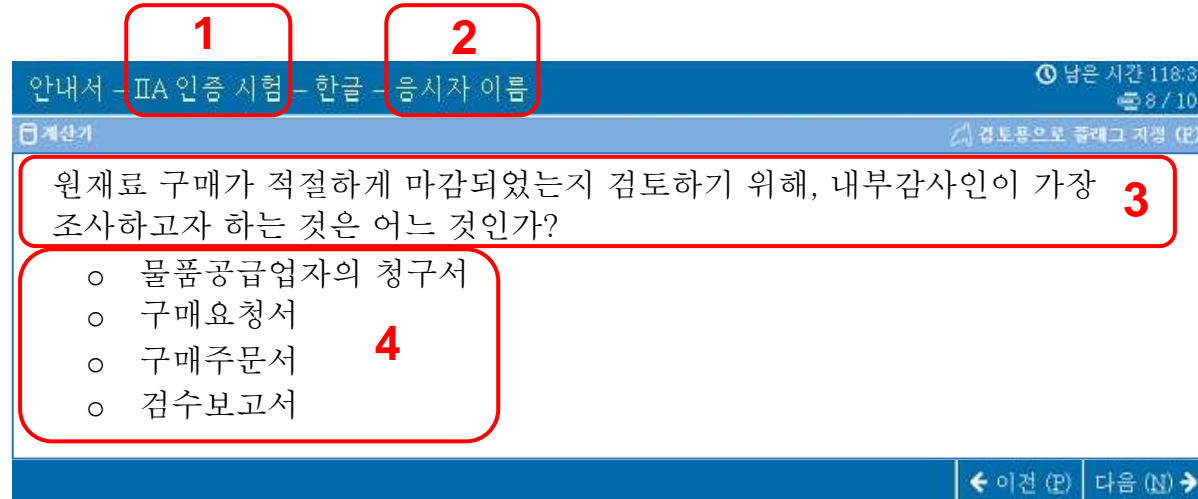 1
2
안내서 – IIA 인증 시험 – 한글 – 응시자 이름
남은 시간 118:3
8 / 10
계산기
검토용으로 플래그 지정 (F)
원재료 구매가 적절하게 마감되었는지 검토하기 위해, 내부감사인이 가장
조사하고자 하는 것은 어느 것인가?
3
o 물품공급업자의 청구서
o 구매요청서
o 구매주문서
o 검수보고서
4
이전 (P)
다음 (N)